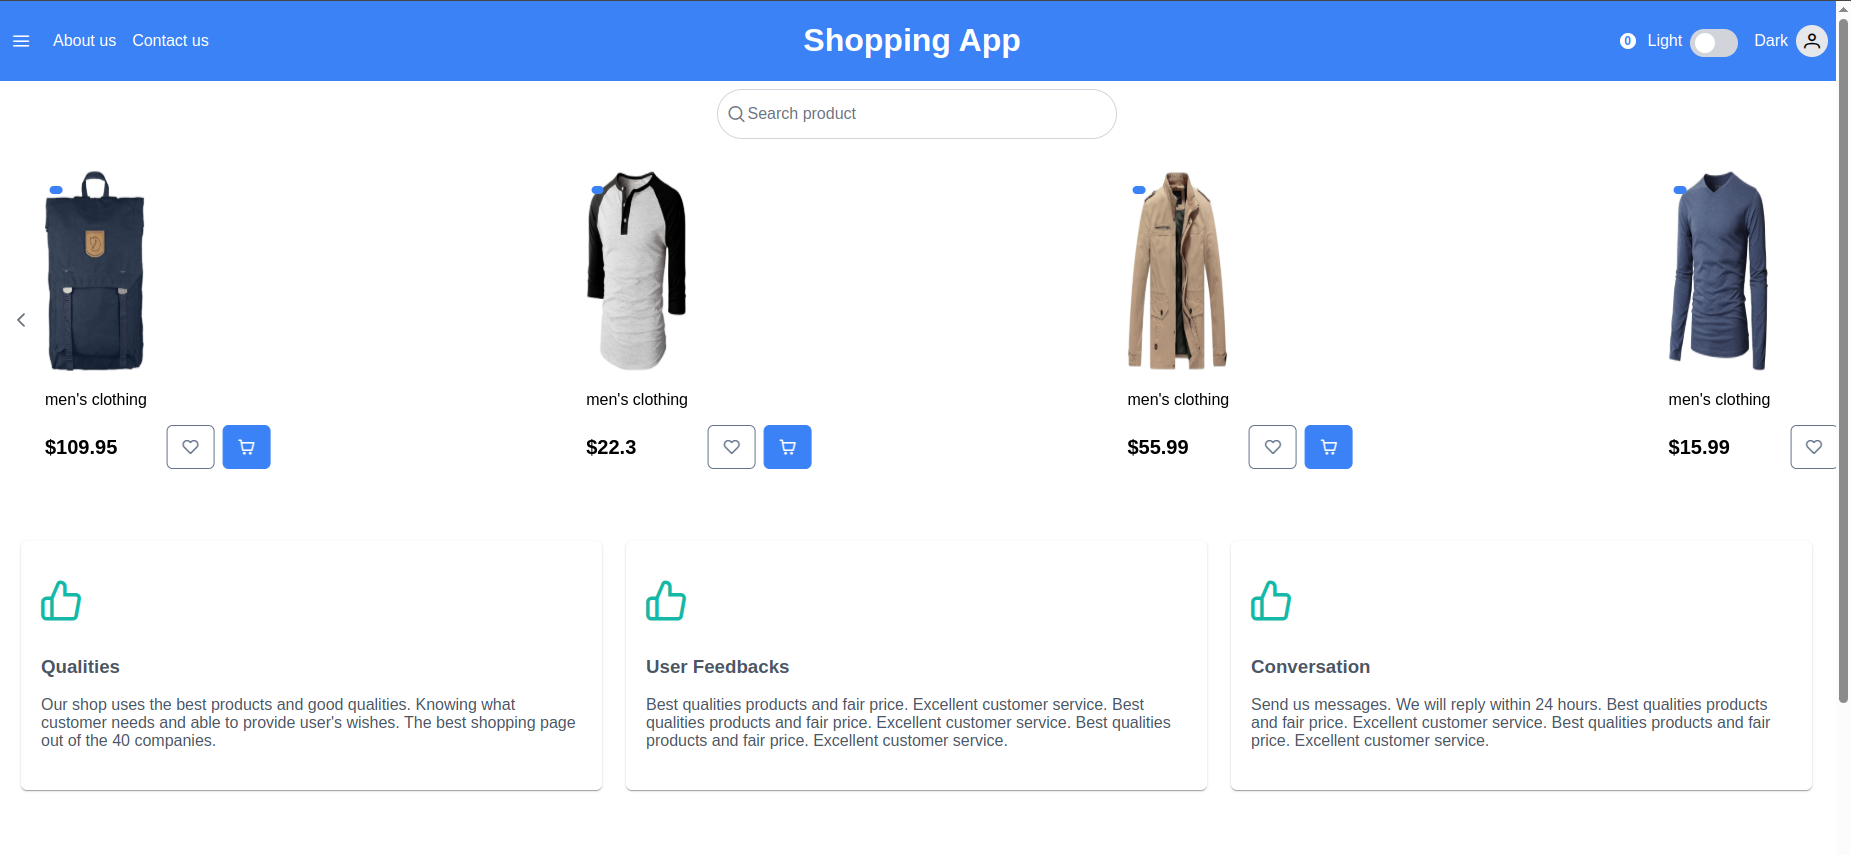 About us Contact us Shopping App 0 Light Dark
Search product
men's clothing men's clothing men's clothing men's clothing
$109.95 $22.3 $55.99 $15.99
Qualities
Our shop uses the best products and good qualities. Knowing what
customer needs and able to provide user's wishes. The best shopping page
out of the 40 companies.
User Feedbacks
Best qualities products and fair price. Excellent customer service. Best
qualities products and fair price. Excellent customer service. Best qualities
products and fair price. Excellent customer service.
Conversation
Send us messages. We will reply within 24 hours. Best qualities products
and fair price. Excellent customer service. Best qualities products and fair
price. Excellent customer service.